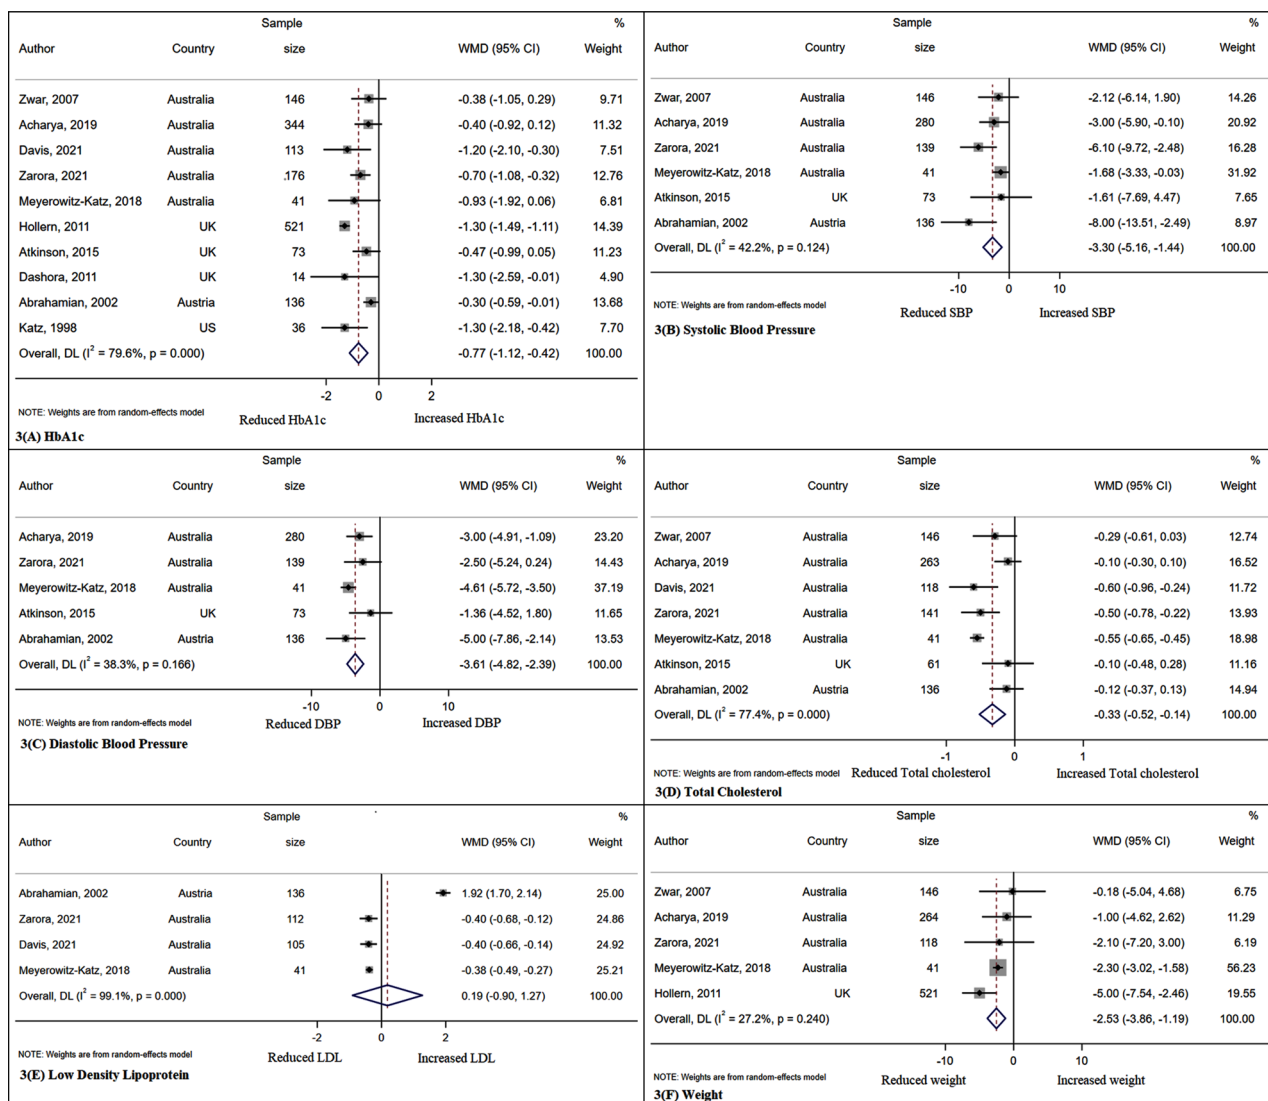 Sample %
Author Country size WMD (95% CI) Weight
Zwar, 2007 Australia 146 -0.38 (-1.05, 0.29) 9.71
Acharya, 2019 Australia 344 -0.40 (-0.92, 0.12) 11.32
Davis, 2021 Australia 113 -1.20 (-2.10, -0.30) 7.51
Zarora, 2021 Australia .176 -0.70 (-1.08, -0.32) 12.76
Meyerowitz-Katz, 2018 Australia 41 -0.93 (-1.92, 0.06) 6.81
Hollern, 2011 UK 521 -1.30 (-1.49, -1.11) 14.39
Atkinson, 2015 UK 73 -0.47 (-0.99, 0.05) 11.23
Dashora, 2011 UK 14 -1.30 (-2.59, -0.01) 4.90
Abrahamian, 2002 Austria 136 -0.30 (-0.59, -0.01) 13.68
Katz, 1998 US 36 -1.30 (-2.18, -0.42) 7.70
Overall, DL (I² = 79.6%, p = 0.000) -0.77 (-1.12, -0.42) 100.00
-2 0 2
NOTE: Weights are from random-effects model Reduced HbA1c Increased HbA1c
3(A) HbA1c
Sample %
Author Country size WMD (95% CI) Weight
Zwar, 2007 Australia 146 -2.12 (-6.14, 1.90) 14.26
Acharya, 2019 Australia 280 -3.00 (-5.90, -0.10) 20.92
Zarora, 2021 Australia 139 -6.10 (-9.72, -2.48) 16.28
Meyerowitz-Katz, 2018 Australia 41 -1.68 (-3.33, -0.03) 31.92
Atkinson, 2015 UK 73 -1.61 (-7.69, 4.47) 7.65
Abrahamian, 2002 Austria 136 -8.00 (-13.51, -2.49) 8.97
Overall, DL (I² = 42.2%, p = 0.124) -3.30 (-5.16, -1.44) 100.00
-10 0 10
NOTE: Weights are from random-effects model Reduced SBP Increased SBP
3(B) Systolic Blood Pressure
Sample %
Author Country size WMD (95% CI) Weight
Acharya, 2019 Australia 280 -3.00 (-4.91, -1.09) 23.20
Zarora, 2021 Australia 139 -2.50 (-5.24, 0.24) 14.43
Meyerowitz-Katz, 2018 Australia 41 -4.61 (-5.72, -3.50) 37.19
Atkinson, 2015 UK 73 -1.36 (-4.52, 1.80) 11.65
Abrahamian, 2002 Austria 136 -5.00 (-7.86, -2.14) 13.53
Overall, DL (I² = 38.3%, p = 0.166) -3.61 (-4.82, -2.39) 100.00
-10 0 10
NOTE: Weights are from random-effects model Reduced DBP Increased DBP
3(C) Diastolic Blood Pressure
Sample %
Author Country size WMD (95% CI) Weight
Zwar, 2007 Australia 146 -0.29 (-0.61, 0.03) 12.74
Acharya, 2019 Australia 263 -0.10 (-0.30, 0.10) 16.52
Davis, 2021 Australia 118 -0.60 (-0.96, -0.24) 11.72
Zarora, 2021 Australia 141 -0.50 (-0.78, -0.22) 13.93
Meyerowitz-Katz, 2018 Australia 41 -0.55 (-0.65, -0.45) 18.98
Atkinson, 2015 UK 61 -0.10 (-0.48, 0.28) 11.16
Abrahamian, 2002 Austria 136 -0.12 (-0.37, 0.13) 14.94
Overall, DL (I² = 77.4%, p = 0.000) -0.33 (-0.52, -0.14) 100.00
-1 0 1
NOTE: Weights are from random-effects model Reduced Total cholesterol Increased Total cholesterol
3(D) Total Cholesterol
Sample %
Author Country size WMD (95% CI) Weight
Abrahamian, 2002 Austria 136 1.92 (1.70, 2.14) 25.00
Zarora, 2021 Australia 112 -0.40 (-0.68, -0.12) 24.86
Davis, 2021 Australia 105 -0.40 (-0.66, -0.14) 24.92
Meyerowitz-Katz, 2018 Australia 41 -0.38 (-0.49, -0.27) 25.21
Overall, DL (I² = 99.1%, p = 0.000) 0.19 (-0.90, 1.27) 100.00
-2 0 2
NOTE: Weights are from random-effects model Reduced LDL Increased LDL
3(E) Low Density Lipoprotein
Sample %
Author Country size WMD (95% CI) Weight
Zwar, 2007 Australia 146 -0.18 (-5.04, 4.68) 6.75
Acharya, 2019 Australia 264 -1.00 (-4.62, 2.62) 11.29
Zarora, 2021 Australia 118 -2.10 (-7.20, 3.00) 6.19
Meyerowitz-Katz, 2018 Australia 41 -2.30 (-3.02, -1.58) 56.23
Hollern, 2011 UK 521 -5.00 (-7.54, -2.46) 19.55
Overall, DL (I² = 27.2%, p = 0.240) -2.53 (-3.86, -1.19) 100.00
-10 0 10
NOTE: Weights are from random-effects model Reduced weight Increased weight
3(F) Weight